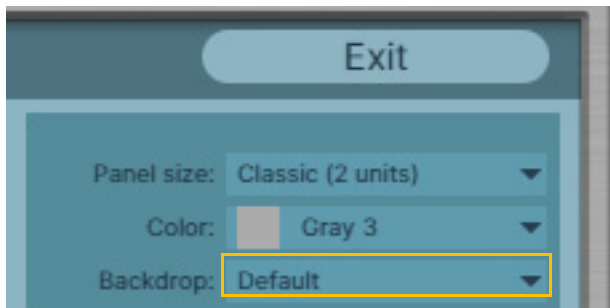 Exit
Panel size: Classic (2 units)
Color: Gray 3
Backdrop: Default